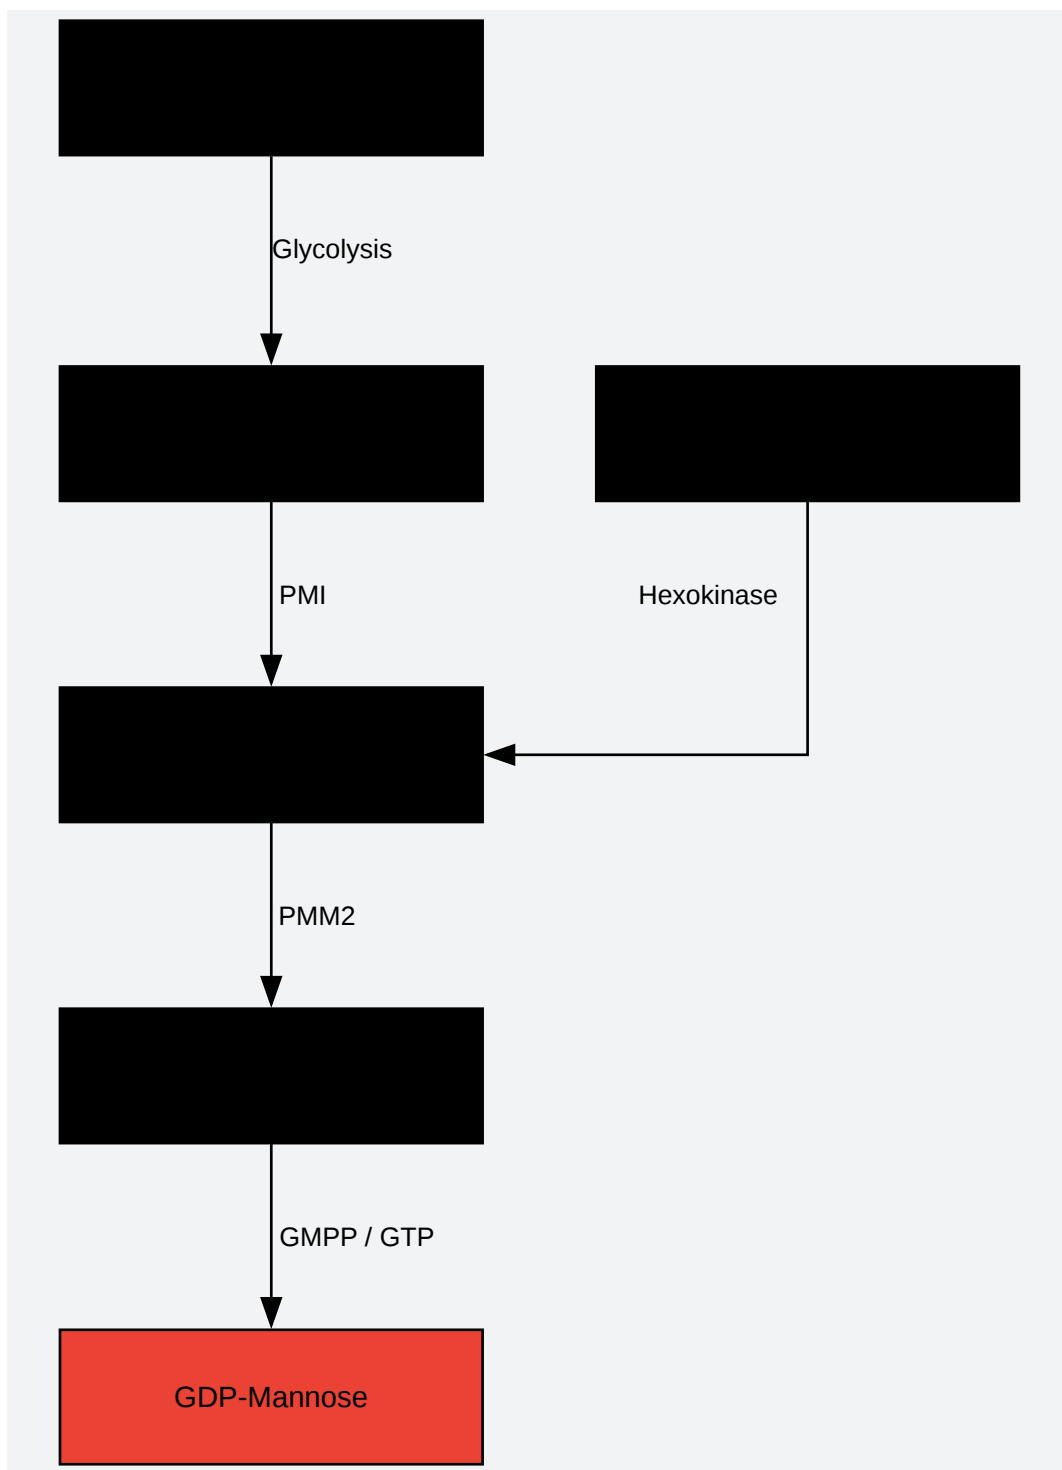 Glycolysis
PMI
Hexokinase
PMM2
GMPP / GTP
GDP-Mannose